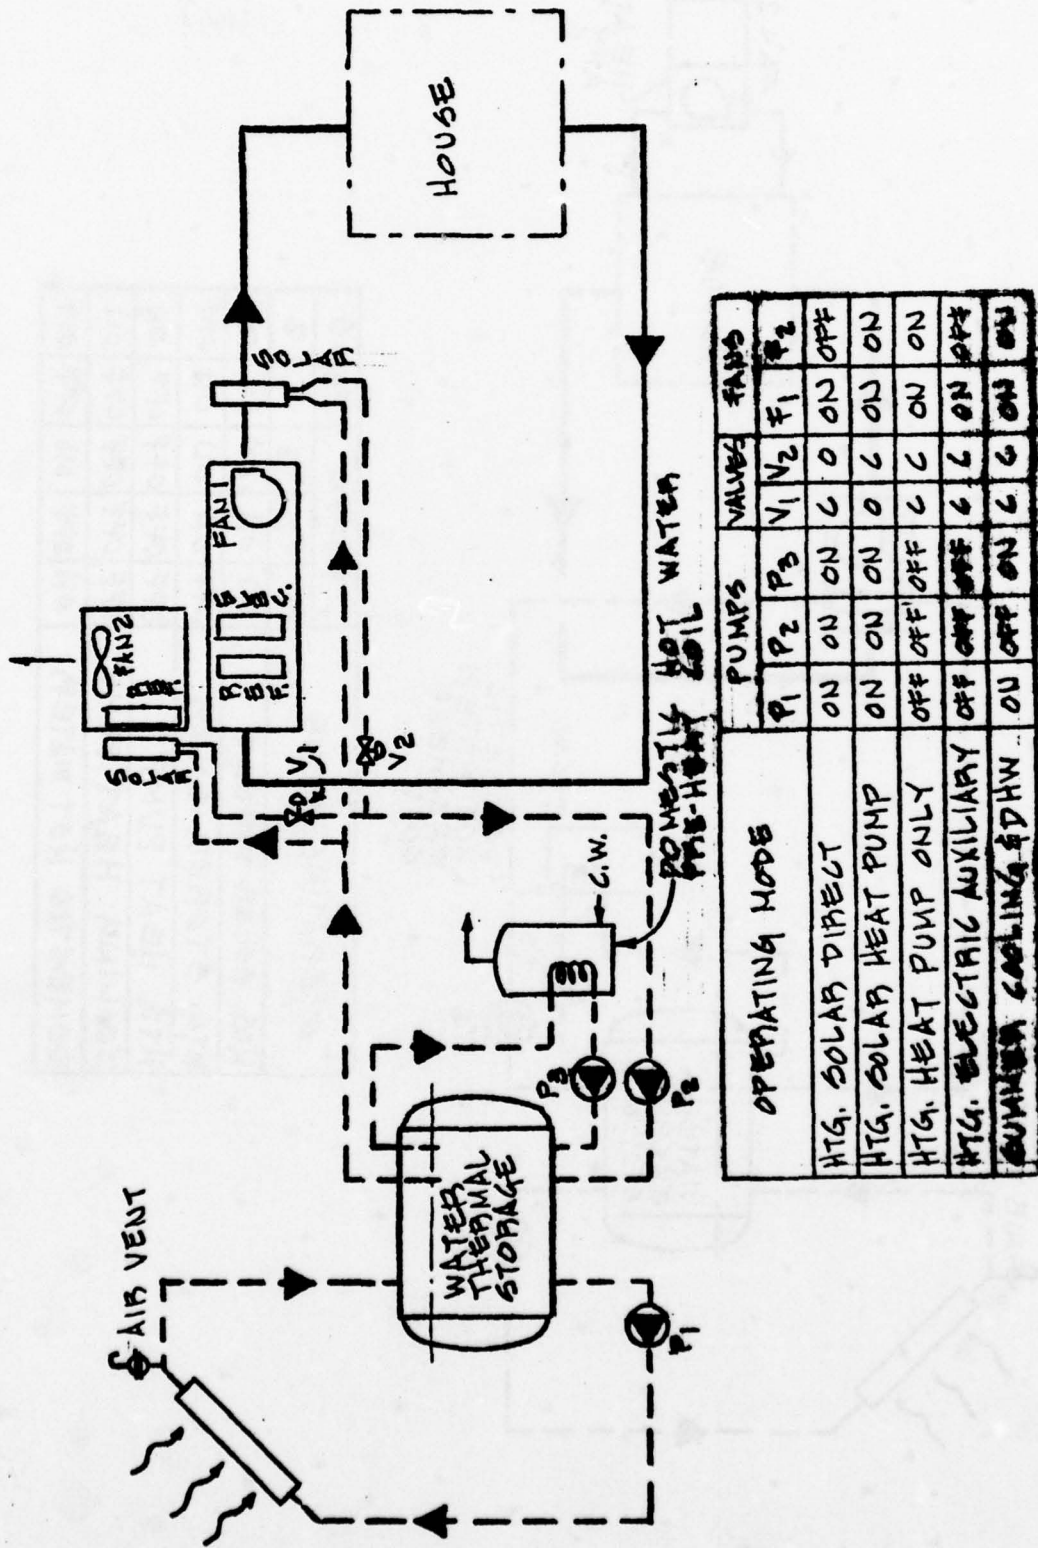 AIR VENT
WATER
THERMAL
STORAGE
P1
P3
P2
C.W.
DOMESTIC HOT WATER
PRE-HEAT COIL
SOLAR
REF.
FAN 2
V1
V2
REF.
ELEC.
FAN 1
SOLAR
HOUSE
OPERATING MODE PUMPS VALVES FANS
P1 P2 P3 V1 V2 F1 F2
HTG. SOLAR DIRECT ON ON ON C O ON OFF
HTG. SOLAR HEAT PUMP ON ON ON O C ON ON
HTG. HEAT PUMP ONLY OFF OFF OFF C C ON ON
HTG. ELECTRIC AUXILIARY OFF OFF OFF C C ON OFF
SUMMER COOLING & DHW ON OFF ON C C ON ON